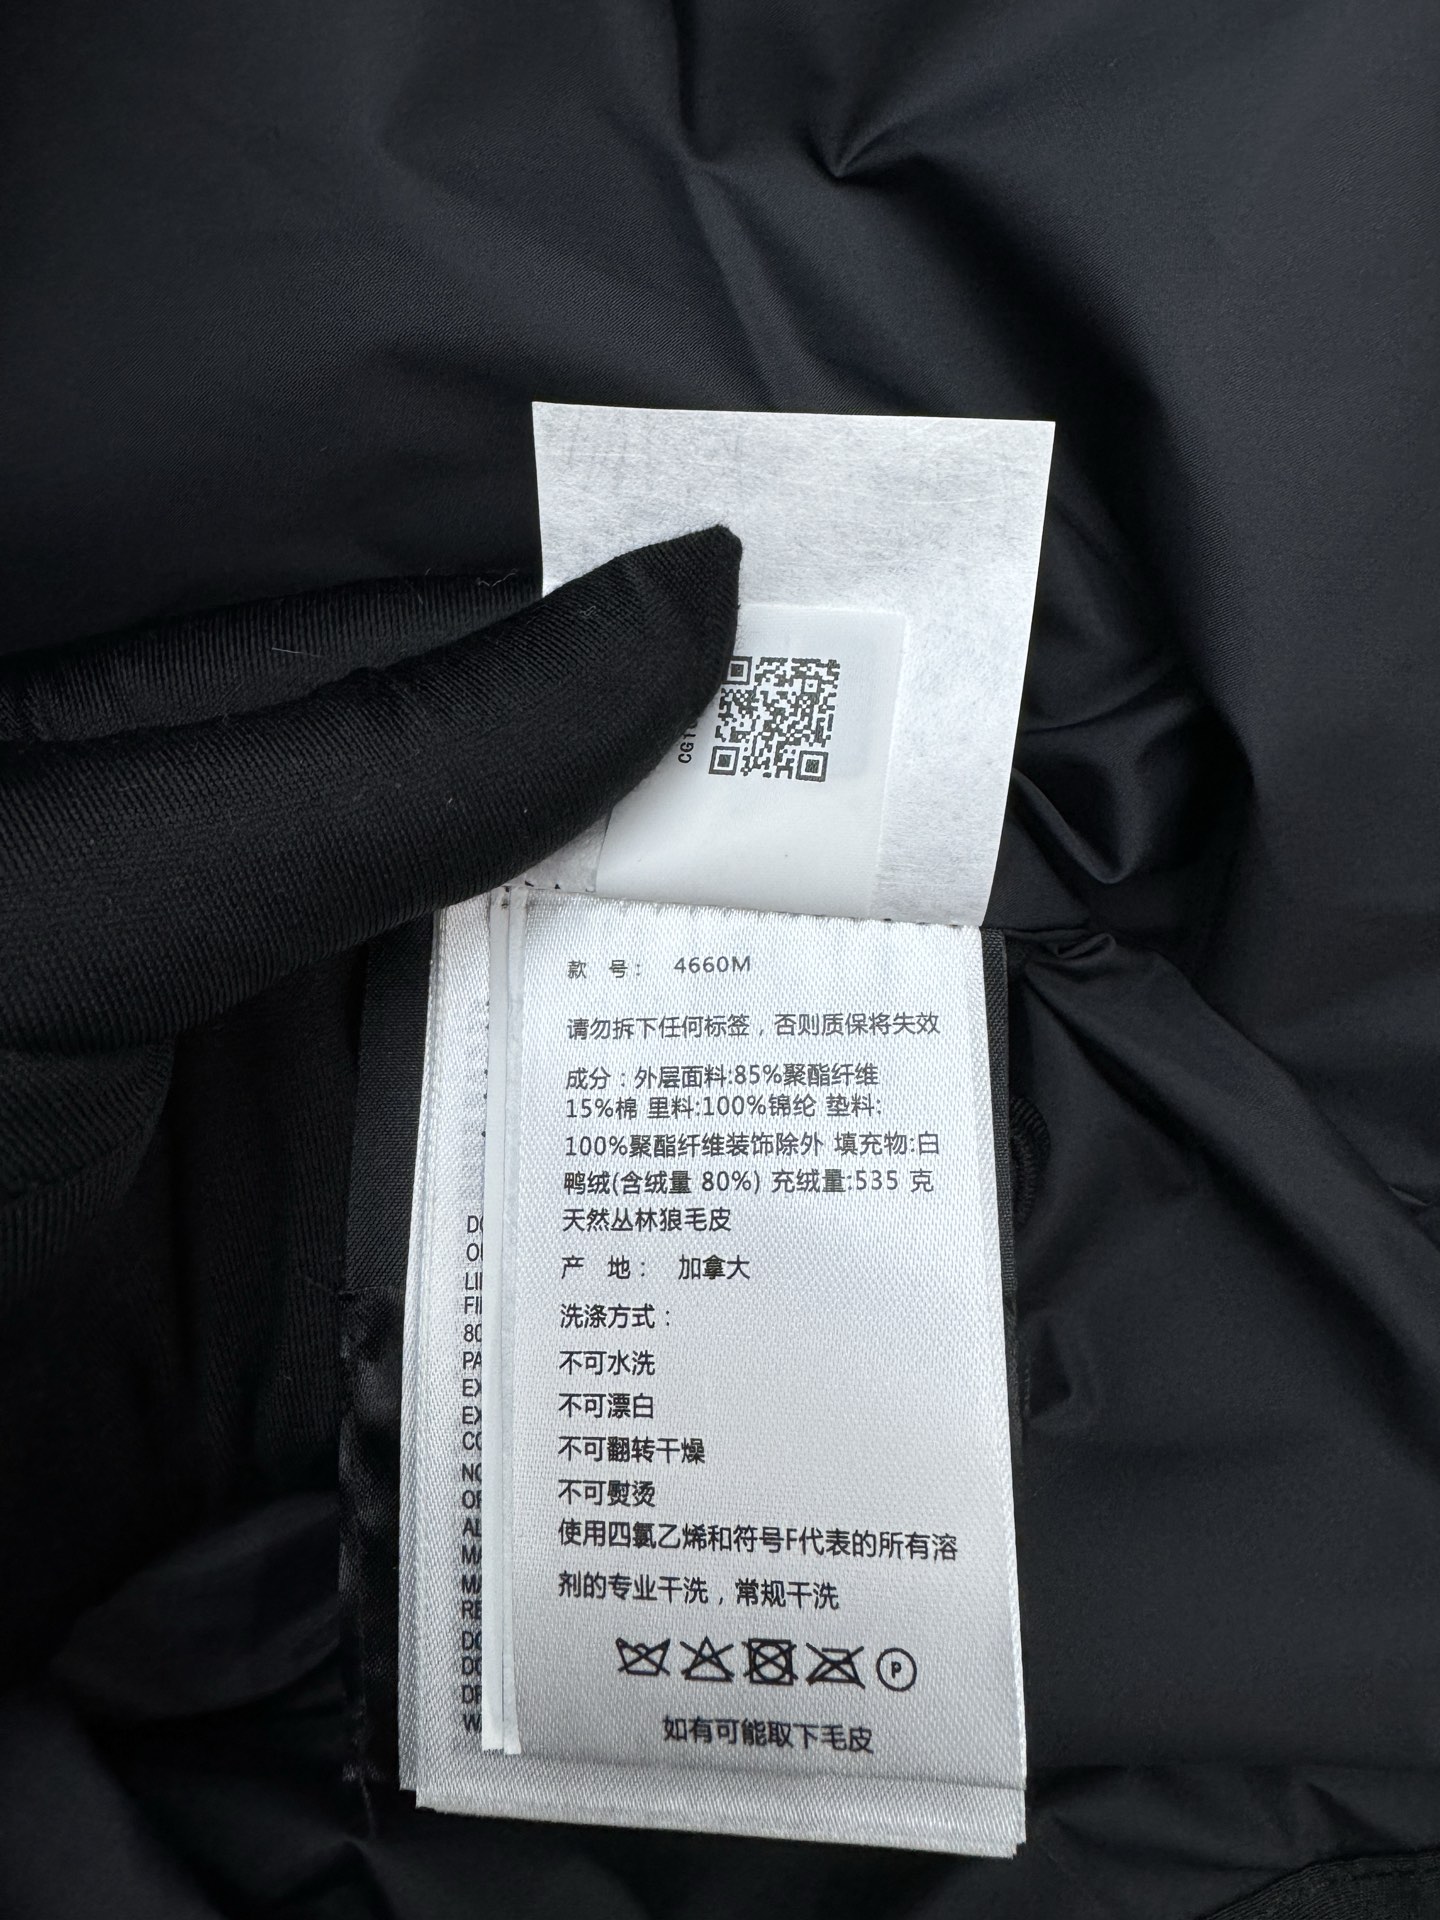 CG1
款 号： 4660M
请勿拆下任何标签，否则质保将失效
成分：外层面料:85%聚酯纤维
15%棉 里料:100%锦纶 垫料:
100%聚酯纤维装饰除外 填充物:白
鸭绒(含绒量 80%) 充绒量:535 克
天然丛林狼毛皮
产 地： 加拿大
洗涤方式：
不可水洗
不可漂白
不可翻转干燥
不可熨烫
使用四氯乙烯和符号F代表的所有溶
剂的专业干洗，常规干洗
P
如有可能取下毛皮